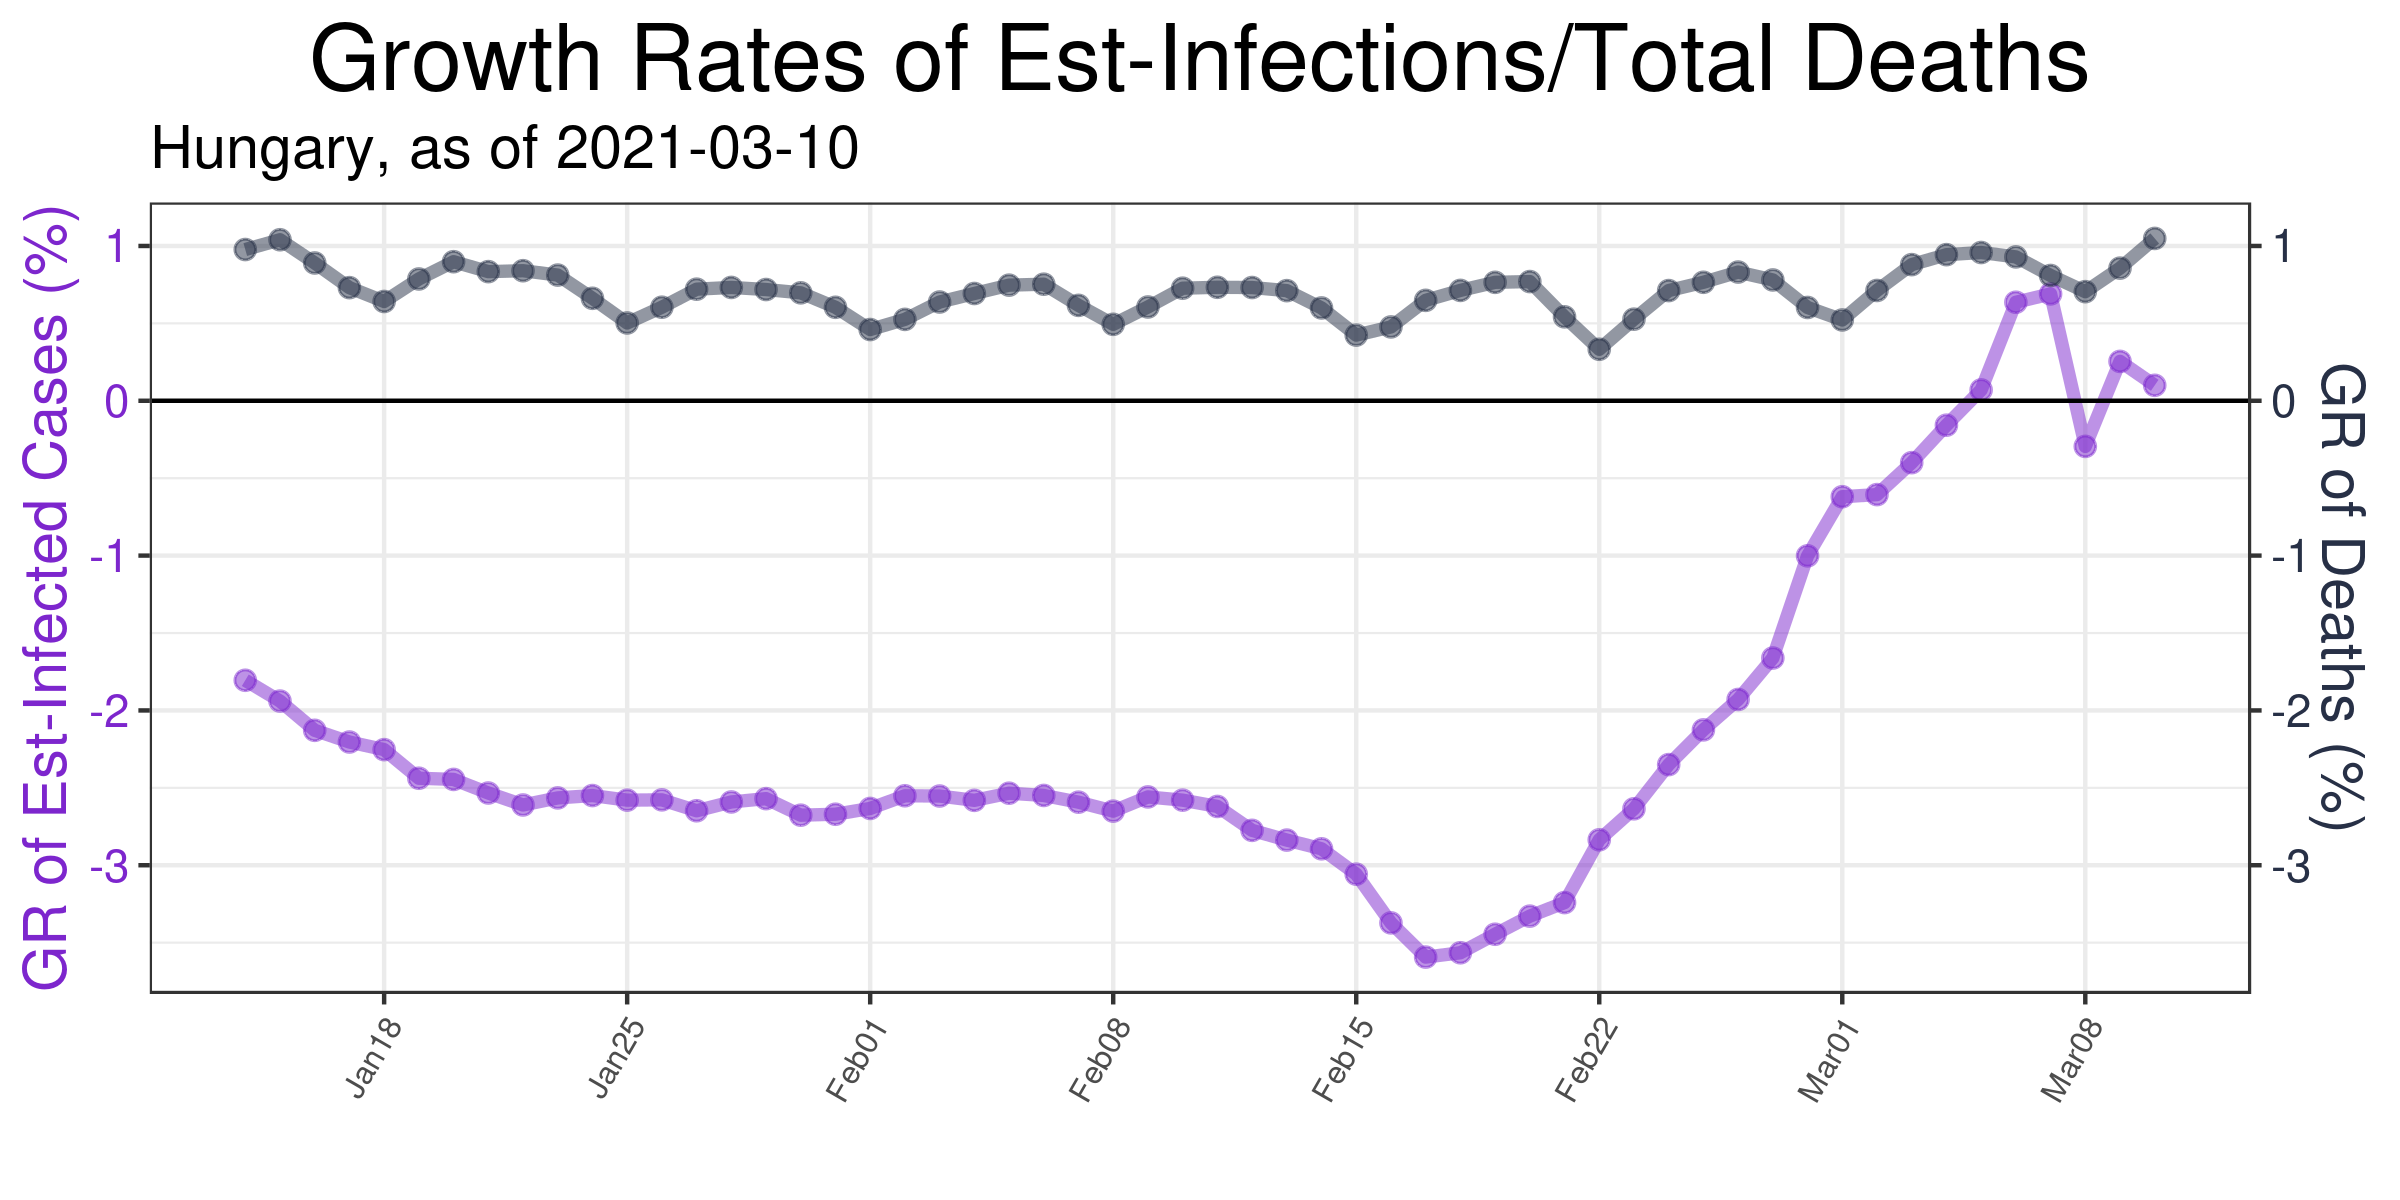 Growth Rates of Est-Infections/Total Deaths
Hungary, as of 2021-03-10
GR of Est-Infected Cases (%)
1
0
-1
-2
-3
1
0
-1
-2
-3
GR of Deaths (%)
Jan18
Jan25
Feb01
Feb08
Feb15
Feb22
Mar01
Mar08